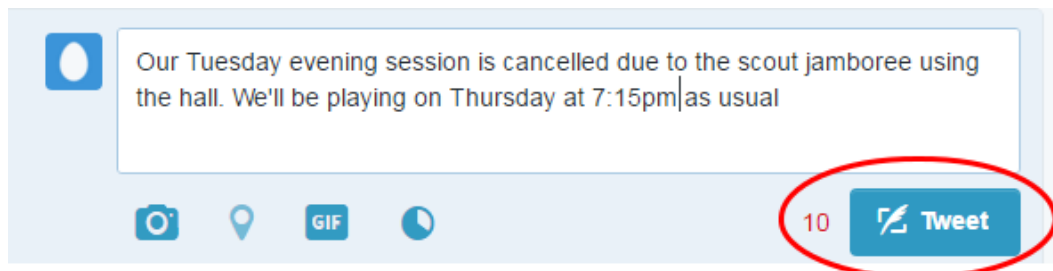 Our Tuesday evening session is cancelled due to the scout jamboree using
the hall. We'll be playing on Thursday at 7:15pm as usual
GIF
10 Tweet